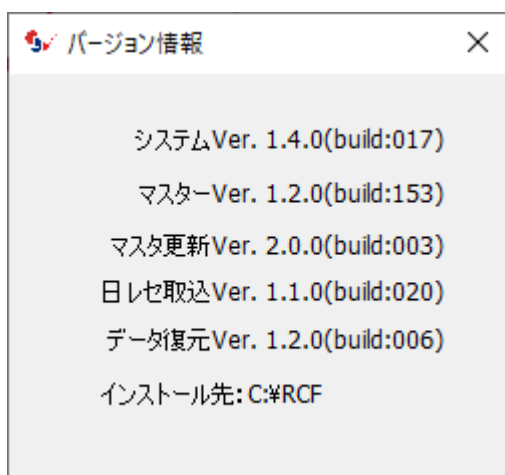 バージョン情報
システムVer. 1.4.0(build:017)
マスターVer. 1.2.0(build:153)
マスタ更新Ver. 2.0.0(build:003)
日レセ取込Ver. 1.1.0(build:020)
データ復元Ver. 1.2.0(build:006)
インストール先: C:¥RCF